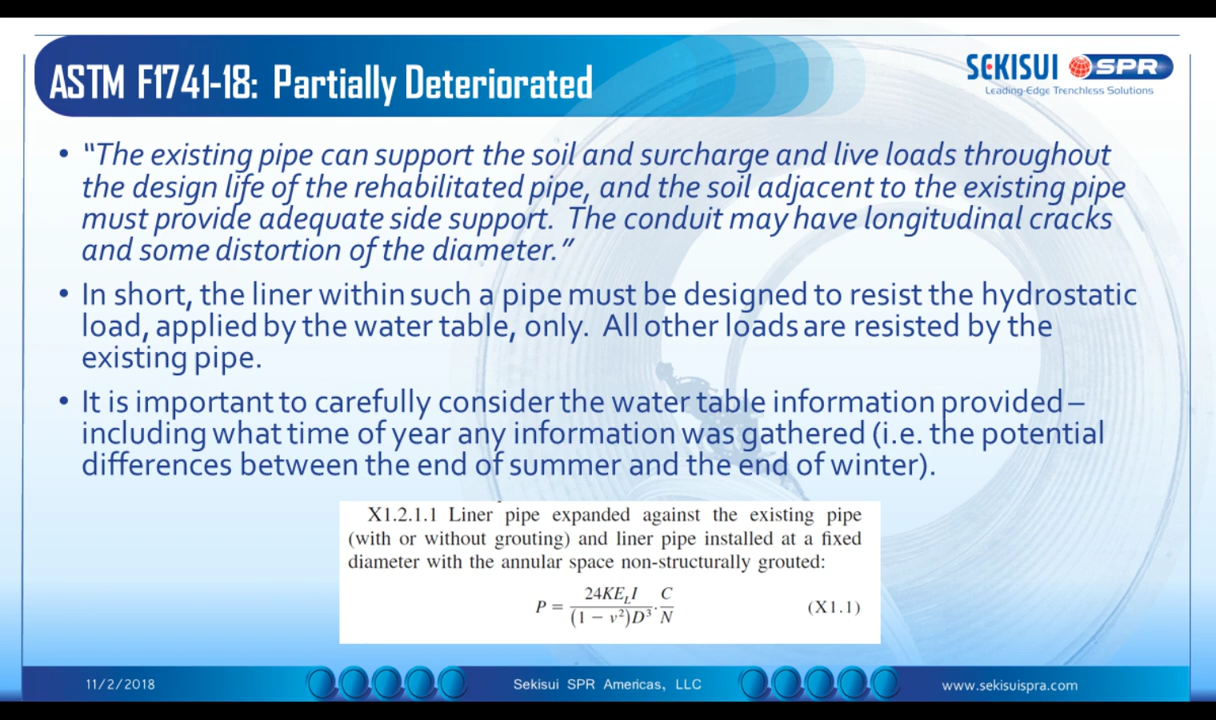 ASTM F1741-18: Partially Deteriorated
SEKISUI SPR
Leading-Edge Trenchless Solutions
• "The existing pipe can support the soil and surcharge and live loads throughout
the design life of the rehabilitated pipe, and the soil adjacent to the existing pipe
must provide adequate side support. The conduit may have longitudinal cracks
and some distortion of the diameter."
• In short, the liner within such a pipe must be designed to resist the hydrostatic
load, applied by the water table, only. All other loads are resisted by the
existing pipe.
• It is important to carefully consider the water table information provided –
including what time of year any information was gathered (i.e. the potential
differences between the end of summer and the end of winter).
X1.2.1.1 Liner pipe expanded against the existing pipe
(with or without grouting) and liner pipe installed at a fixed
diameter with the annular space non-structurally grouted:
P = 24KE_L I / (1 − v²)D³ · C / N (X1.1)
11/2/2018
Sekisui SPR Americas, LLC
www.sekisuispra.com